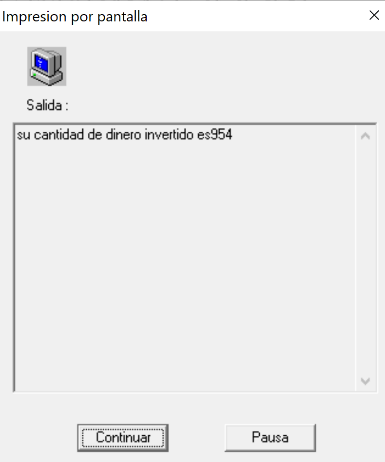 Impresion por pantalla
Salida :
su cantidad de dinero invertido es954
Continuar
Pausa